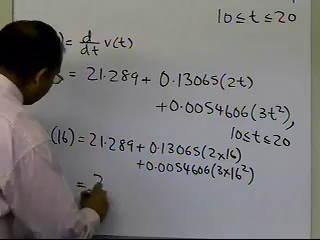 10≤t≤20
) = d/dt v(t)
= 21.289 + 0.13065(2t)
+0.0054606(3t²),
10≤t≤20
(16) = 21.289 + 0.13065(2×16)
+0.0054606(3×16²)
=